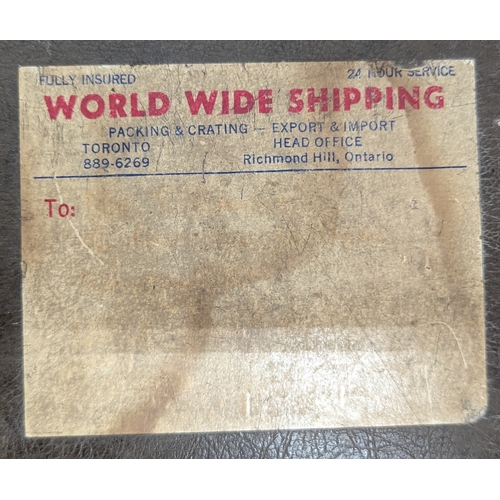 FULLY INSURED 24 HOUR SERVICE
WORLD WIDE SHIPPING
PACKING & CRATING — EXPORT & IMPORT
TORONTO HEAD OFFICE
889-6269 Richmond Hill, Ontario
To: